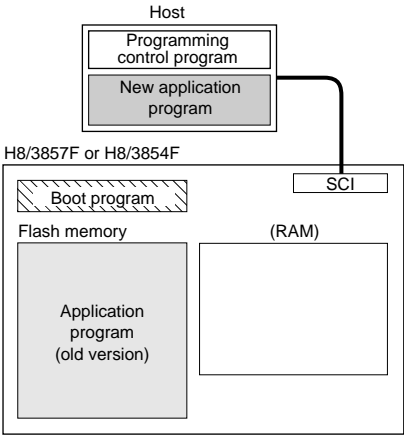 Host
Programming
control program
New application
program
H8/3857F or H8/3854F
SCI
Boot program
Flash memory
(RAM)
Application
program
(old version)